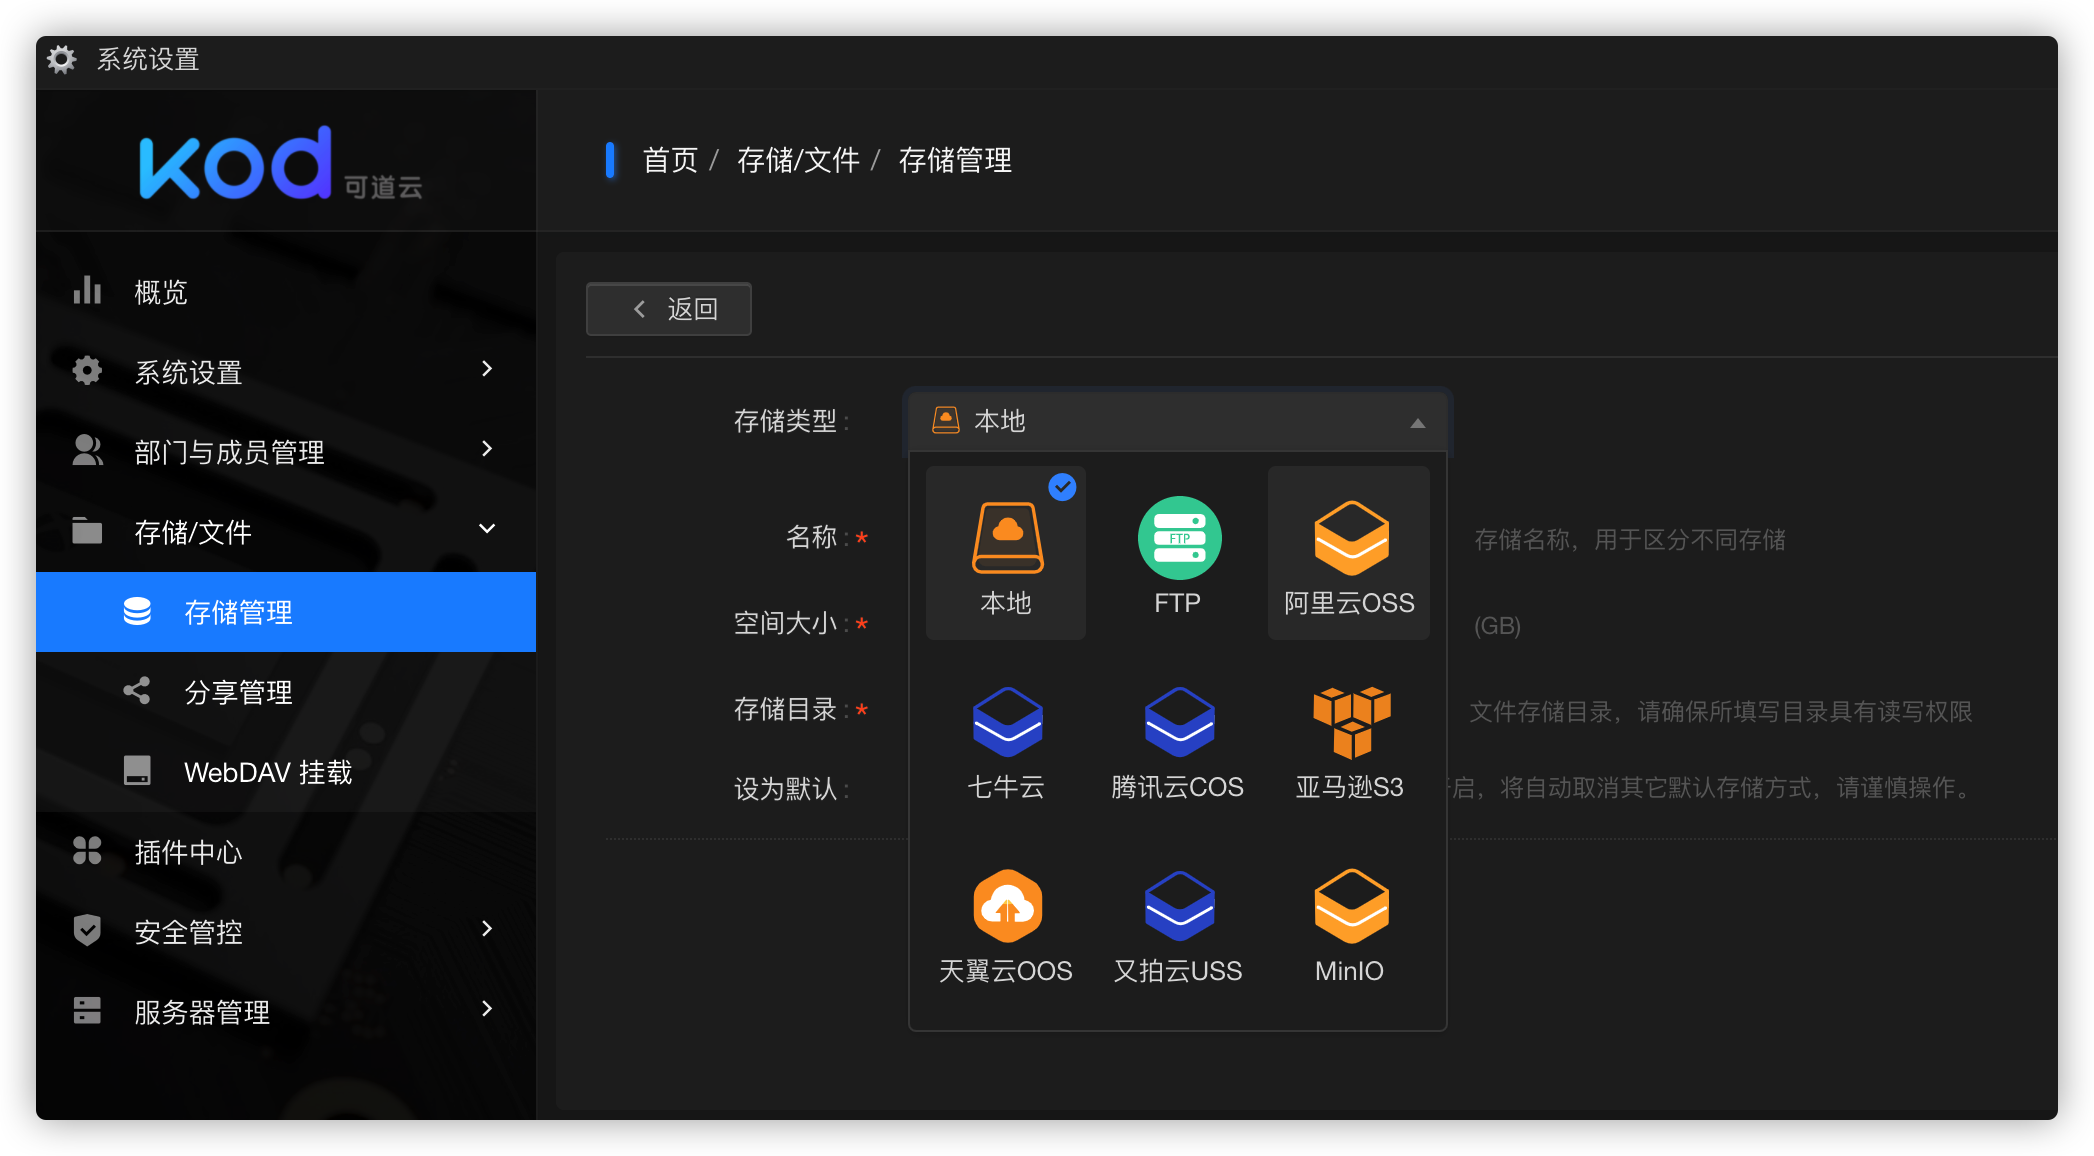 系统设置
kod 可道云
首页 / 存储/文件 / 存储管理
概览
系统设置
部门与成员管理
存储/文件
存储管理
分享管理
WebDAV 挂载
插件中心
安全管控
服务器管理
返回
存储类型 :
本地
名称 : *
存储名称，用于区分不同存储
空间大小 : *
(GB)
存储目录 : *
文件存储目录，请确保所填写目录具有读写权限
设为默认 :
启，将自动取消其它默认存储方式，请谨慎操作。
本地
FTP
FTP
阿里云OSS
七牛云
腾讯云COS
亚马逊S3
天翼云OOS
又拍云USS
MinIO